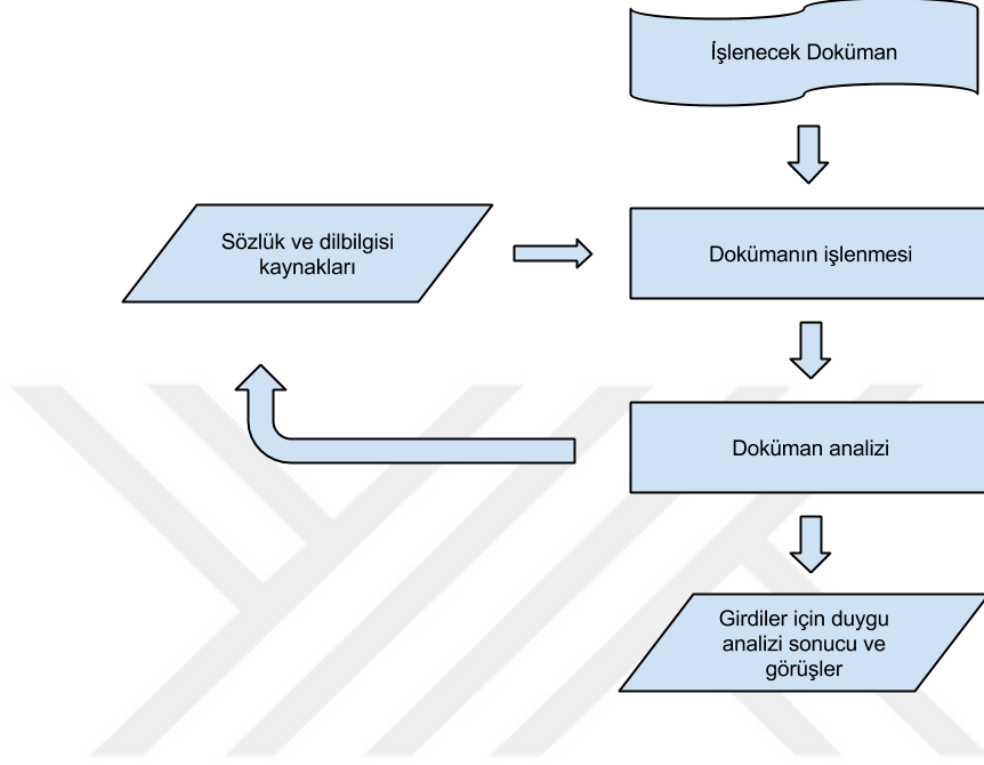 İşlenecek Doküman
Sözlük ve dilbilgisi
kaynakları
Dokümanın işlenmesi
Doküman analizi
Girdiler için duygu
analizi sonucu ve
görüşler